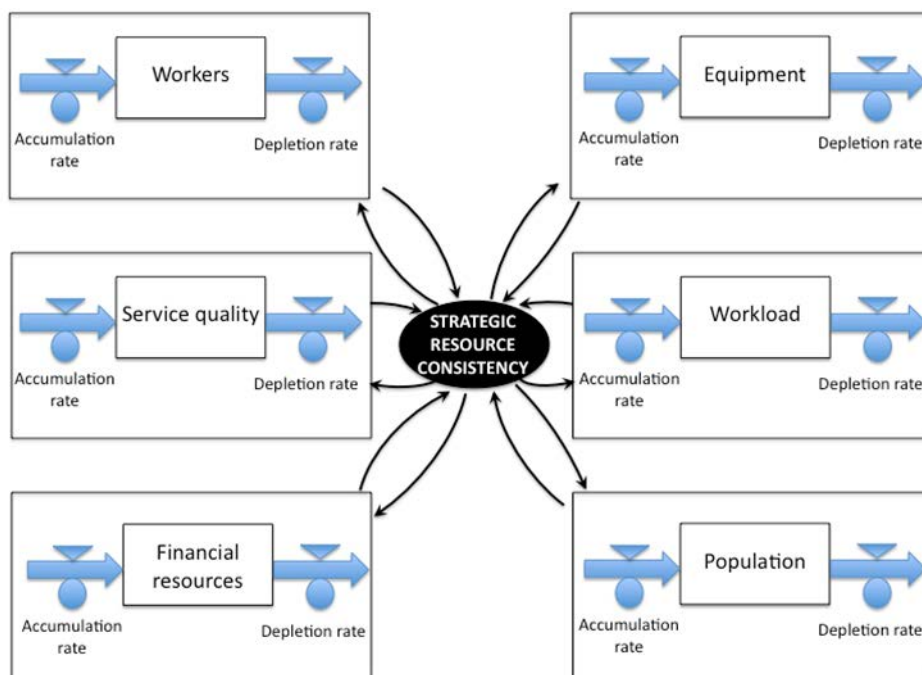 Workers
Accumulation
rate
Depletion rate
Equipment
Accumulation
rate
Depletion rate
Service quality
Accumulation
rate
Depletion rate
STRATEGIC
RESOURCE
CONSISTENCY
Workload
Accumulation
rate
Depletion rate
Financial
resources
Accumulation
rate
Depletion rate
Population
Accumulation
rate
Depletion rate